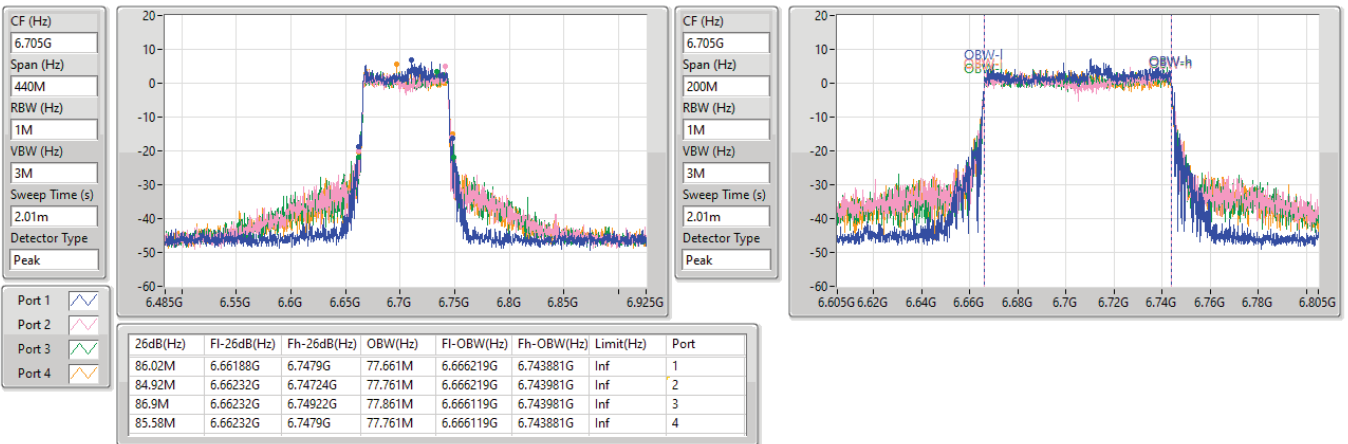 CF (Hz)
6.705G
Span (Hz)
440M
RBW (Hz)
1M
VBW (Hz)
3M
Sweep Time (s)
2.01m
Detector Type
Peak
20
10
0
-10
-20
-30
-40
-50
-60
6.485G 6.55G 6.6G 6.65G 6.7G 6.75G 6.8G 6.85G 6.925G
CF (Hz)
6.705G
Span (Hz)
200M
RBW (Hz)
1M
VBW (Hz)
3M
Sweep Time (s)
2.01m
Detector Type
Peak
20
10
0
-10
-20
-30
-40
-50
-60
OBW-l OBW-h
6.605G 6.62G 6.64G 6.66G 6.68G 6.7G 6.72G 6.74G 6.76G 6.78G 6.805G
Port 1
Port 2
Port 3
Port 4
26dB(Hz) Fl-26dB(Hz) Fh-26dB(Hz) OBW(Hz) Fl-OBW(Hz) Fh-OBW(Hz) Limit(Hz) Port
86.02M 6.66188G 6.7479G 77.661M 6.666219G 6.743881G Inf 1
84.92M 6.66232G 6.74724G 77.761M 6.666219G 6.743981G Inf 2
86.9M 6.66232G 6.74922G 77.861M 6.666119G 6.743981G Inf 3
85.58M 6.66232G 6.7479G 77.761M 6.666119G 6.743881G Inf 4